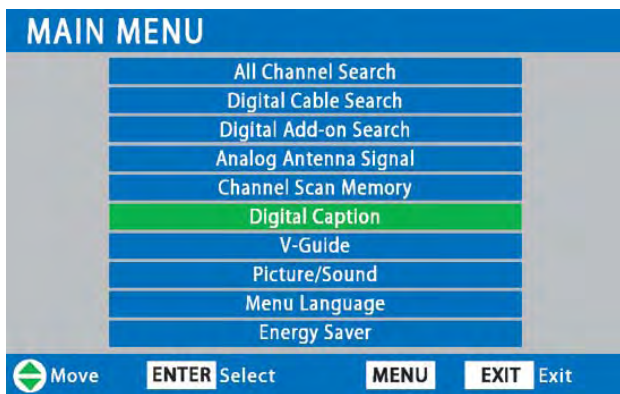 MAIN MENU
All Channel Search
Digital Cable Search
Digital Add-on Search
Analog Antenna Signal
Channel Scan Memory
Digital Caption
V-Guide
Picture/Sound
Menu Language
Energy Saver
Move ENTER Select MENU EXIT Exit